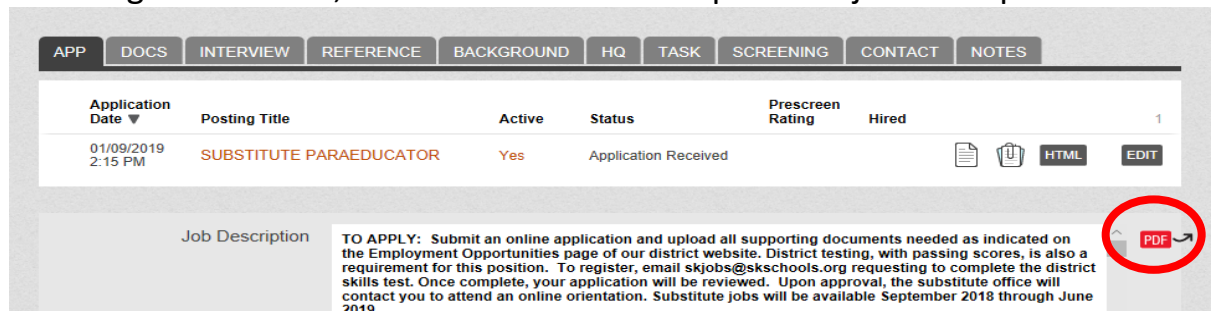 APP DOCS INTERVIEW REFERENCE BACKGROUND HQ TASK SCREENING CONTACT NOTES
Application Date ▼ Posting Title Active Status Prescreen Rating Hired 1
01/09/2019 2:15 PM SUBSTITUTE PARAEDUCATOR Yes Application Received HTML EDIT
Job Description
TO APPLY: Submit an online application and upload all supporting documents needed as indicated on
the Employment Opportunities page of our district website. District testing, with passing scores, is also a
requirement for this position. To register, email skjobs@skschools.org requesting to complete the district
skills test. Once complete, your application will be reviewed. Upon approval, the substitute office will
contact you to attend an online orientation. Substitute jobs will be available September 2018 through June
2019
PDF